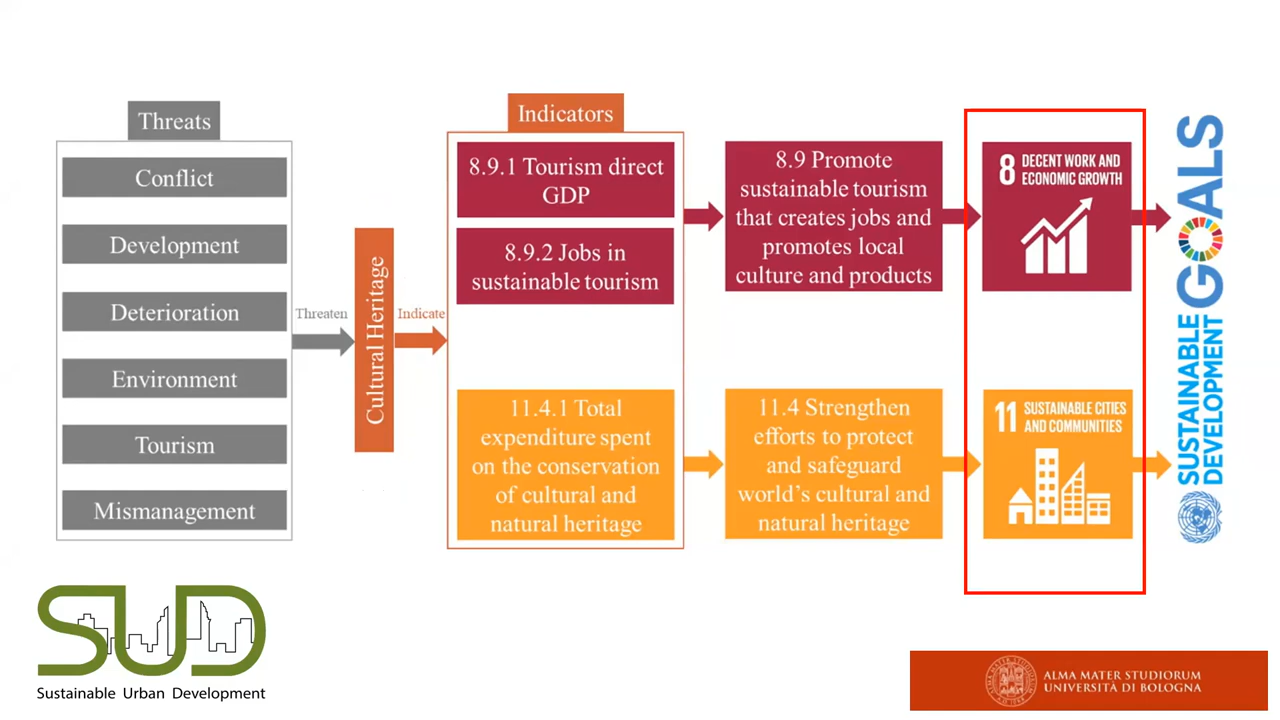 Threats
Conflict
Development
Deterioration
Environment
Tourism
Mismanagement
Threaten
Cultural Heritage
Indicate
Indicators
8.9.1 Tourism direct
GDP
8.9.2 Jobs in
sustainable tourism
11.4.1 Total
expenditure spent
on the conservation
of cultural and
natural heritage
8.9 Promote
sustainable tourism
that creates jobs and
promotes local
culture and products
11.4 Strengthen
efforts to protect
and safeguard
world's cultural and
natural heritage
8 DECENT WORK AND
ECONOMIC GROWTH
11 SUSTAINABLE CITIES
AND COMMUNITIES
SUSTAINABLE
DEVELOPMENT
GOALS
SUD
Sustainable Urban Development
ALMA MATER STUDIORUM
UNIVERSITÀ DI BOLOGNA